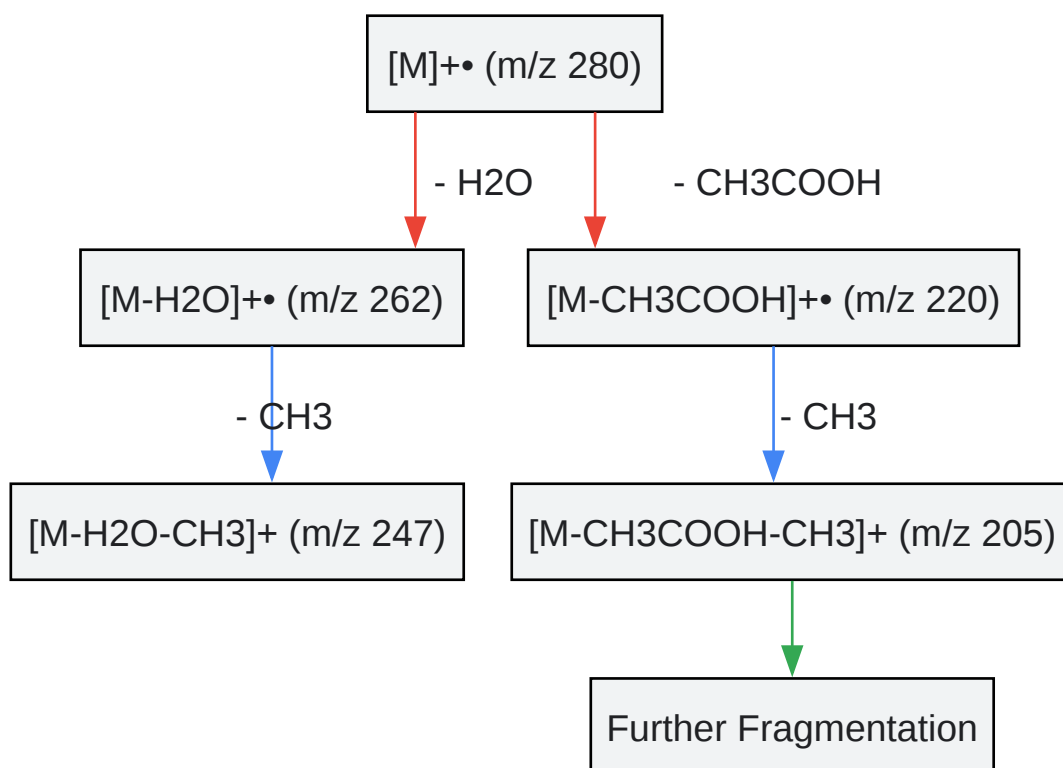 [M]+• (m/z 280)
- H2O
- CH3COOH
[M-H2O]+• (m/z 262)
[M-CH3COOH]+• (m/z 220)
- CH3
- CH3
[M-H2O-CH3]+ (m/z 247)
[M-CH3COOH-CH3]+ (m/z 205)
Further Fragmentation